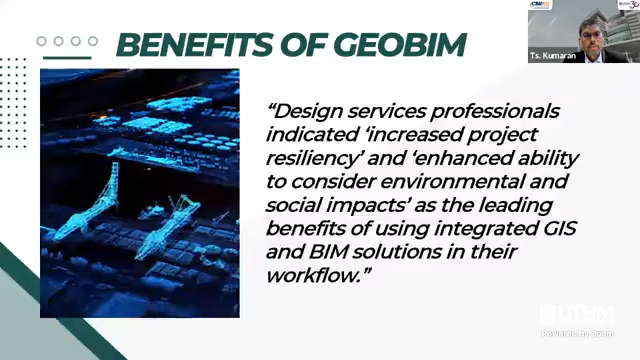 BENEFITS OF GEOBIM
Ts. Kumaran
“Design services professionals
indicated ‘increased project
resiliency’ and ‘enhanced ability
to consider environmental and
social impacts’ as the leading
benefits of using integrated GIS
and BIM solutions in their
workflow.”
UTHM
Powered by Zoom